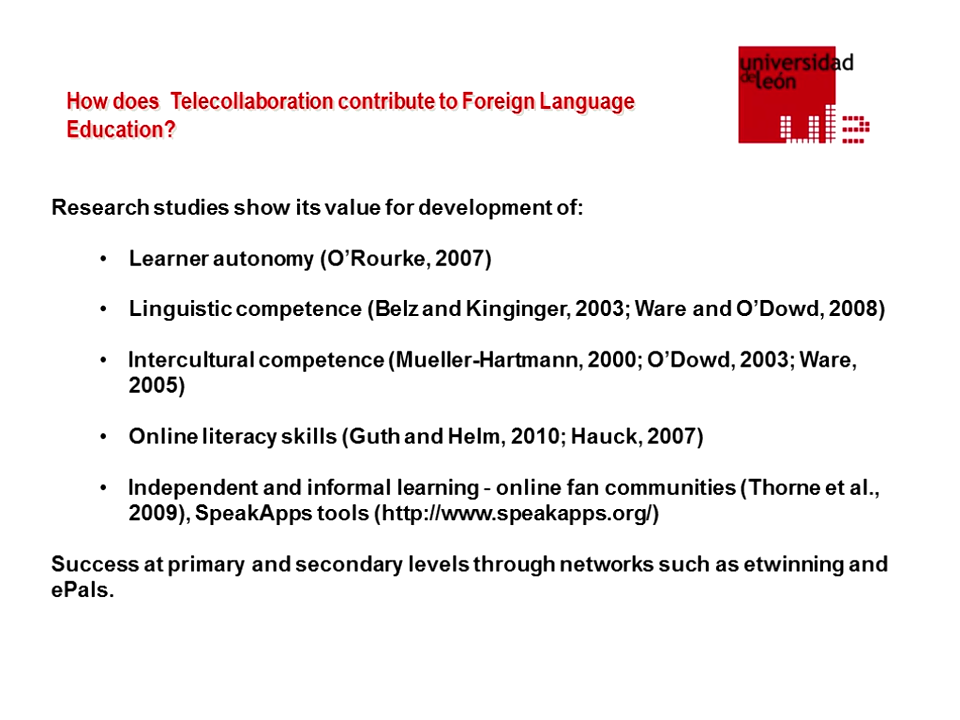 How does Telecollaboration contribute to Foreign Language
Education?
universidad
de león
ule
Research studies show its value for development of:
• Learner autonomy (O’Rourke, 2007)
• Linguistic competence (Belz and Kinginger, 2003; Ware and O’Dowd, 2008)
• Intercultural competence (Mueller-Hartmann, 2000; O’Dowd, 2003; Ware,
2005)
• Online literacy skills (Guth and Helm, 2010; Hauck, 2007)
• Independent and informal learning - online fan communities (Thorne et al.,
2009), SpeakApps tools (http://www.speakapps.org/)
Success at primary and secondary levels through networks such as etwinning and
ePals.